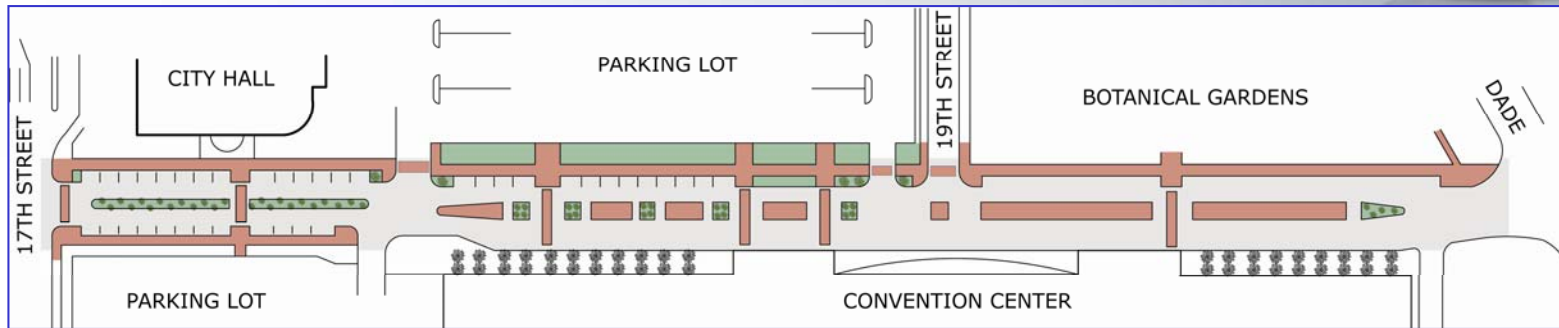 17TH STREET
CITY HALL
PARKING LOT
PARKING LOT
19TH STREET
BOTANICAL GARDENS
DADE
CONVENTION CENTER